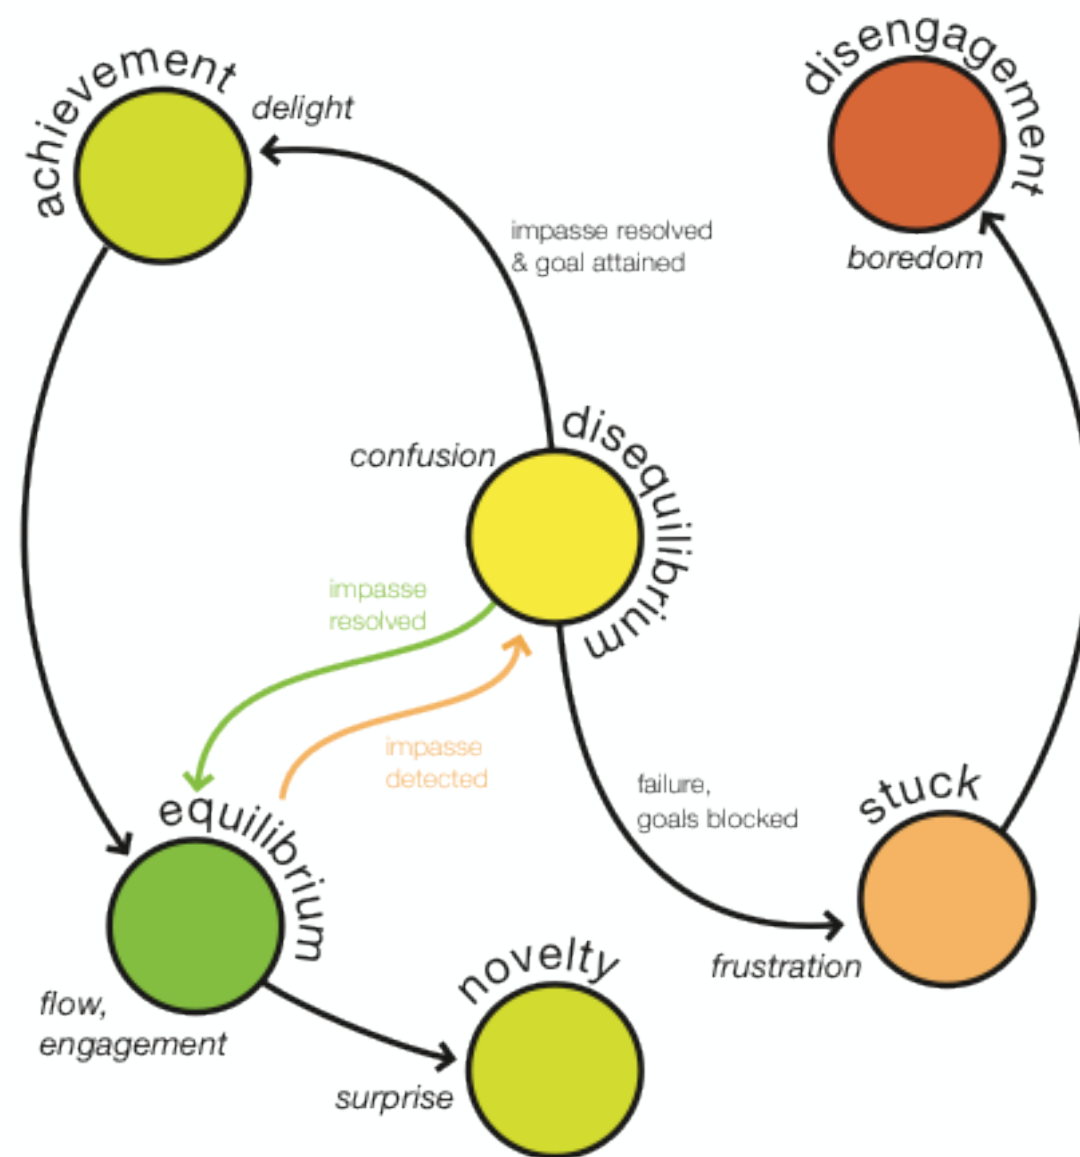 achievement
delight
disengagement
boredom
impasse resolved
& goal attained
confusion
disequilibrium
impasse
resolved
impasse
detected
failure,
goals blocked
stuck
frustration
equilibrium
flow,
engagement
novelty
surprise